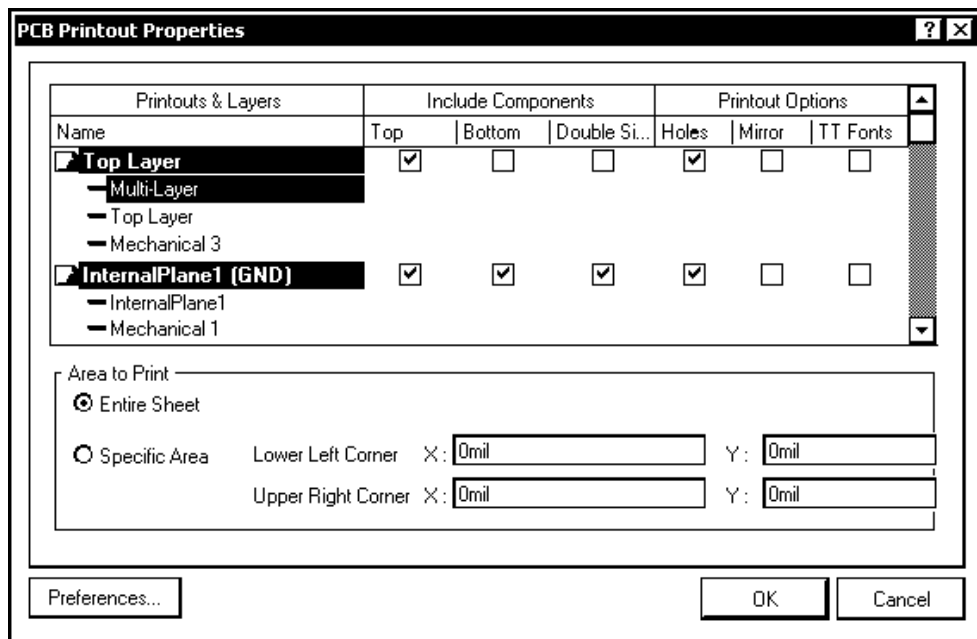 PCB Printout Properties
Printouts & Layers Include Components Printout Options
Name Top Bottom Double Si... Holes Mirror TT Fonts
Top Layer
Multi-Layer
Top Layer
Mechanical 3
InternalPlane1 (GND)
InternalPlane1
Mechanical 1
Area to Print
Entire Sheet
Specific Area Lower Left Corner X: 0mil Y: 0mil
Upper Right Corner X: 0mil Y: 0mil
Preferences... OK Cancel